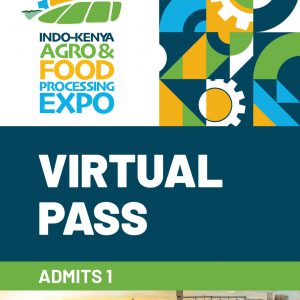 INDO-KENYA
AGRO &
FOOD
PROCESSING
EXPO
VIRTUAL
PASS
ADMITS 1